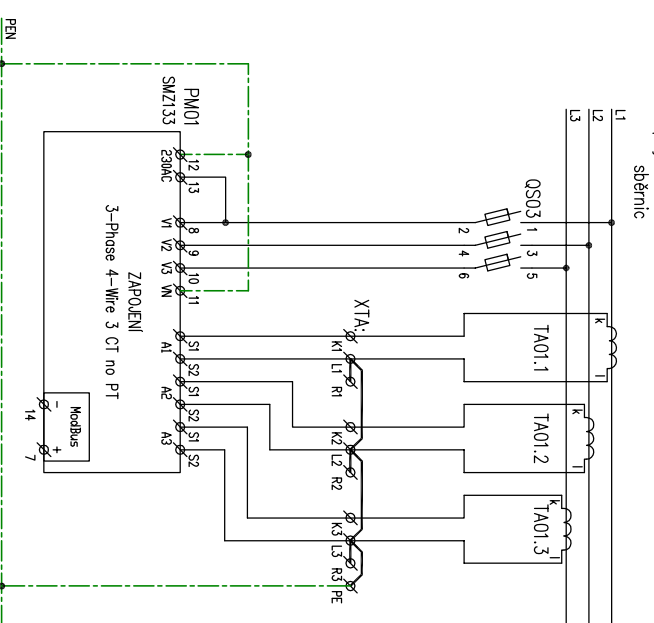 PEN
sběrnic
L1
L2
L3
QS03
1
2
3
4
5
6
PM01
SMZ133
230AC
12
13
V1
8
V2
9
V3
10
VN
11
A1
S1
S2
A2
S1
S2
A3
S1
S2
ZAPOJENÍ
3-Phase 4-Wire 3 CT no PT
ModBus
-
+
14
7
XTA:
K1
L1
R1
K2
L2
R2
K3
L3
R3
PE
TA01.1
k
l
TA01.2
k
l
TA01.3
k
l